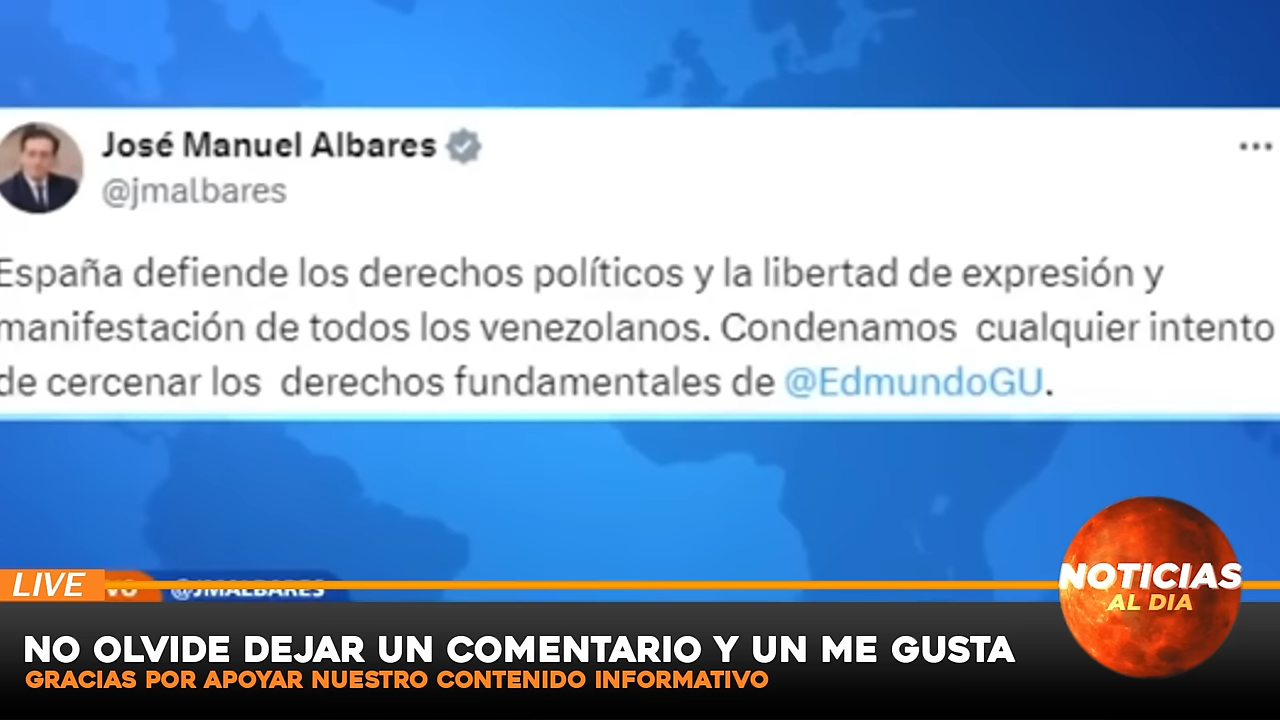 José Manuel Albares
@jmalbares
España defiende los derechos políticos y la libertad de expresión y
manifestación de todos los venezolanos. Condenamos cualquier intento
de cercenar los derechos fundamentales de @EdmundoGU.
LIVE
@JMALBARES
NOTICIAS
AL DIA
NO OLVIDE DEJAR UN COMENTARIO Y UN ME GUSTA
GRACIAS POR APOYAR NUESTRO CONTENIDO INFORMATIVO